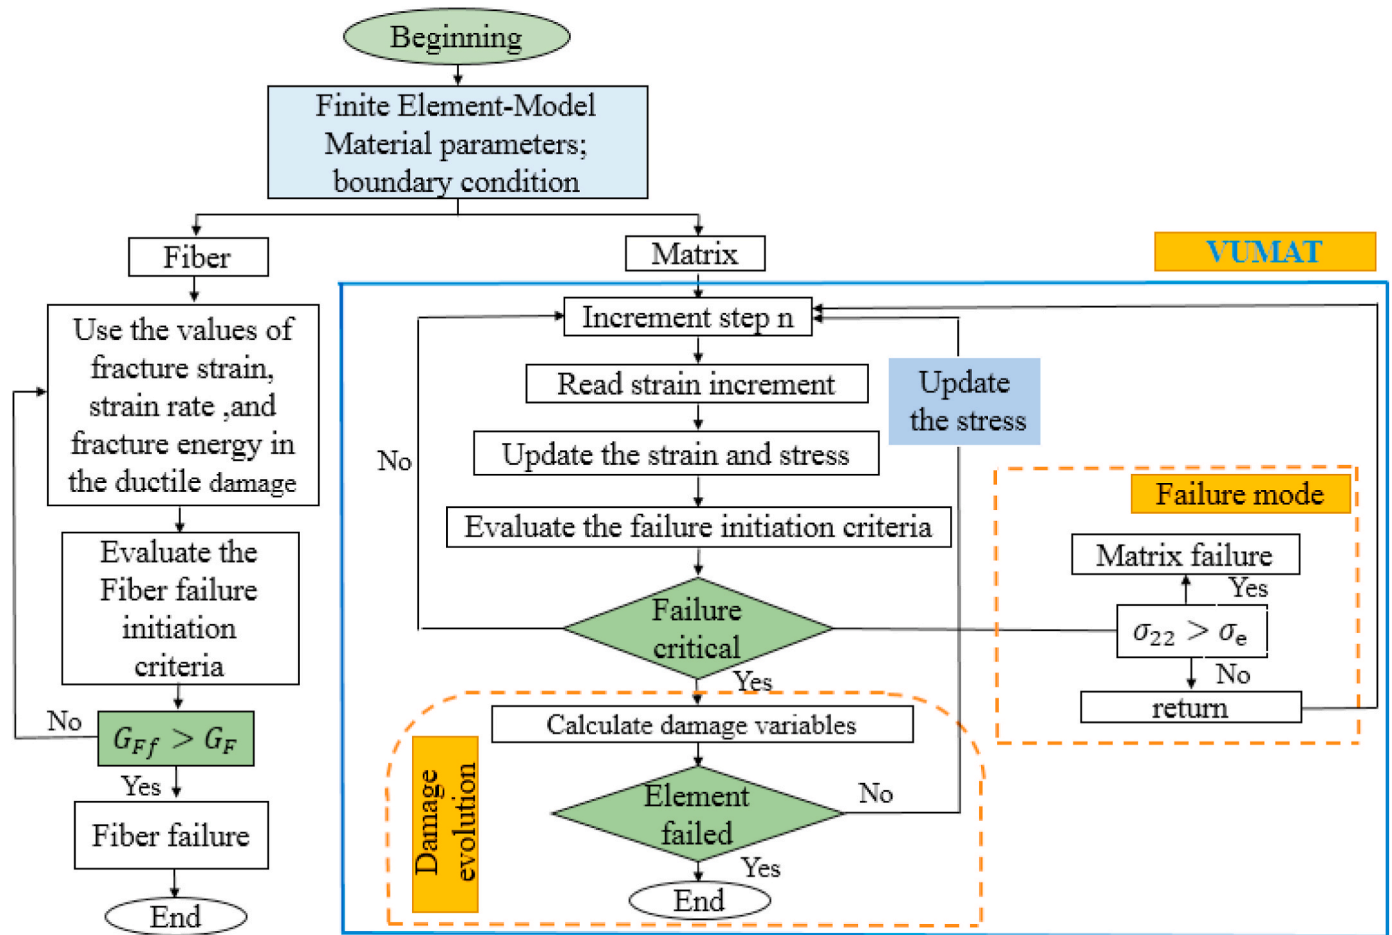 Beginning
Finite Element-Model
Material parameters;
boundary condition
Fiber
Matrix
VUMAT
Use the values of
fracture strain,
strain rate ,and
fracture energy in
the ductile damage
Evaluate the
Fiber failure
initiation
criteria
No
G_{Ff} > G_F
Yes
Fiber failure
End
Increment step n
Read strain increment
Update the strain and stress
Evaluate the failure initiation criteria
No
Failure
critical
Yes
Update
the stress
Failure mode
Matrix failure
Yes
σ₂₂ > σₑ
No
return
Damage
evolution
Calculate damage variables
Element
failed
No
Yes
End